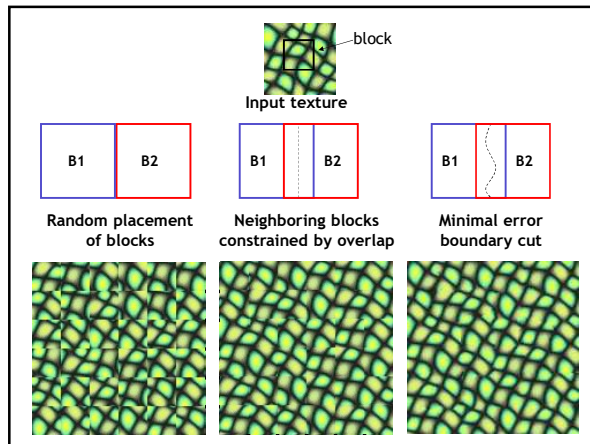 block
Input texture
B1
B2
B1
B2
B1
B2
Random placement
of blocks
Neighboring blocks
constrained by overlap
Minimal error
boundary cut